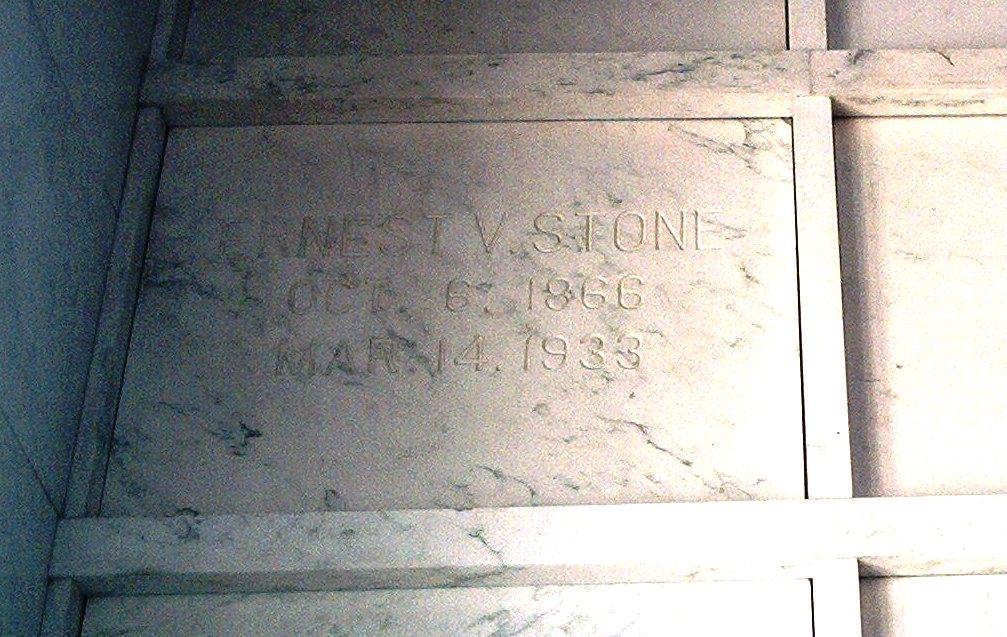 ERNEST V. STONE
OCT. 6, 1866
MAR. 14. 1933